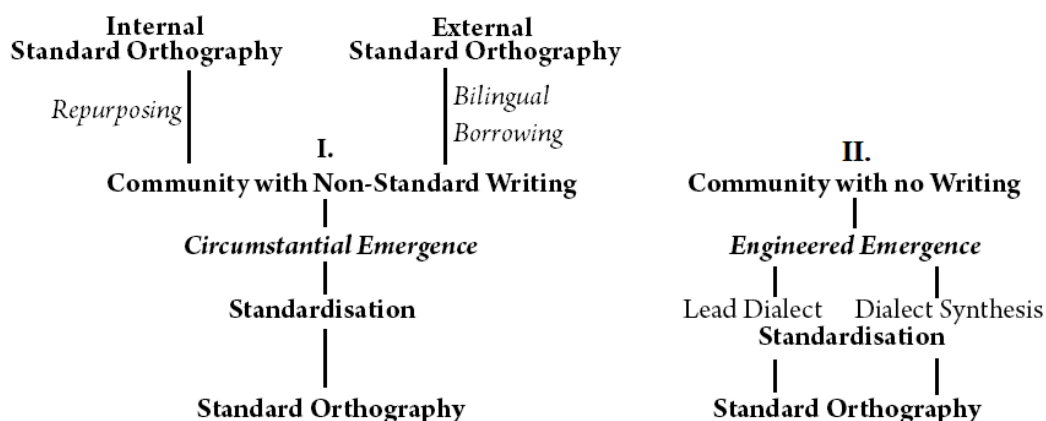 Internal
Standard Orthography
External
Standard Orthography
Repurposing
Bilingual
Borrowing
I.
Community with Non-Standard Writing
Circumstantial Emergence
Standardisation
Standard Orthography
II.
Community with no Writing
Engineered Emergence
Lead Dialect
Dialect Synthesis
Standardisation
Standard Orthography